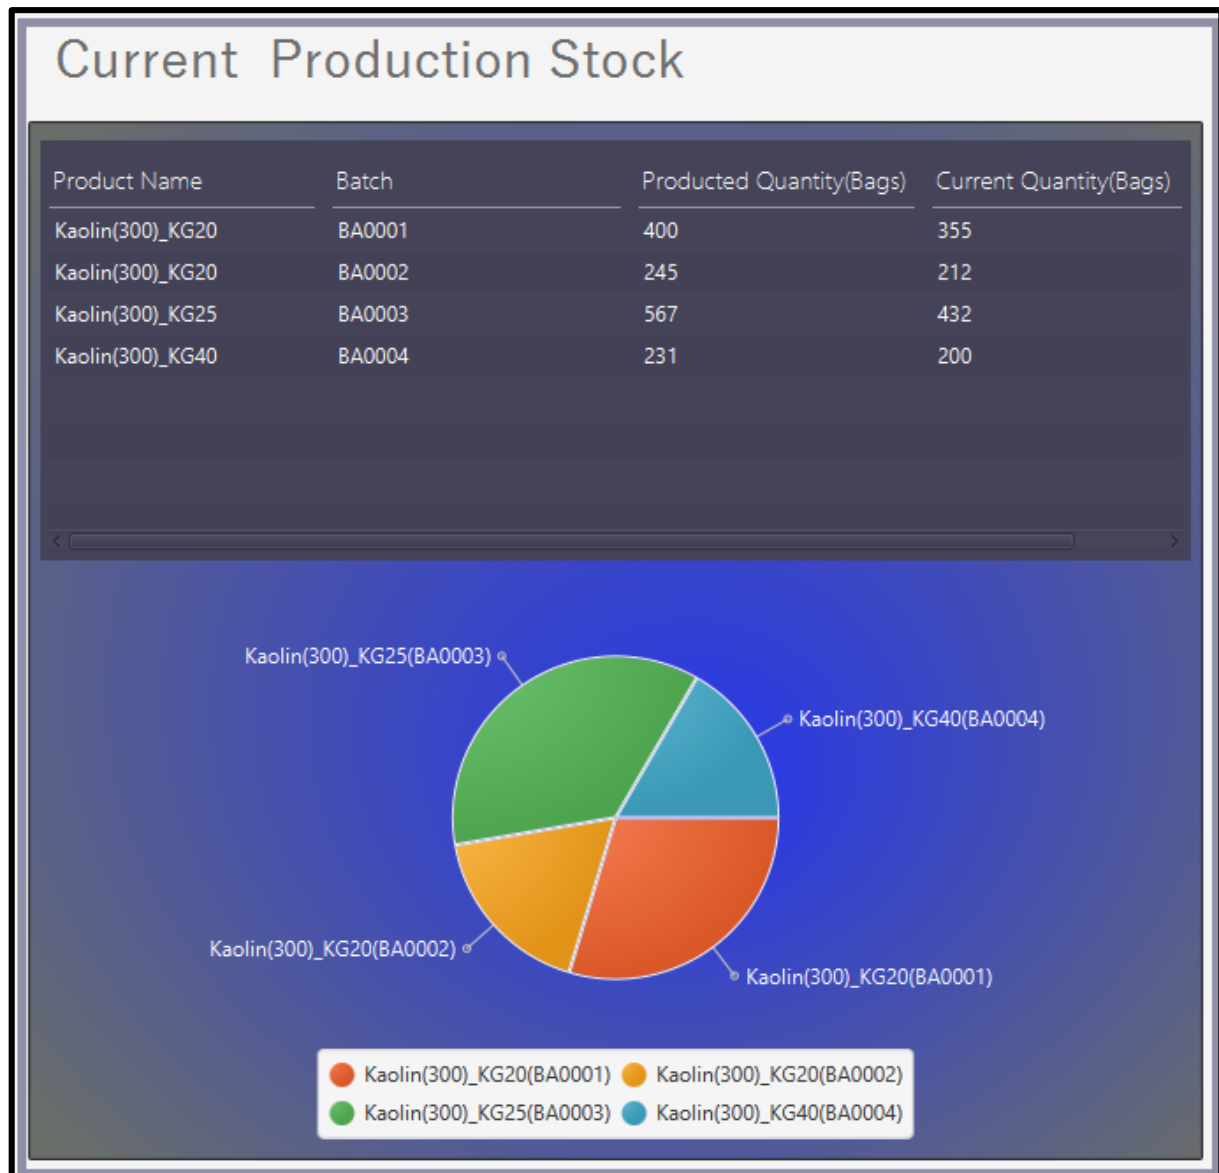 Current Production Stock
Product Name Batch Producted Quantity(Bags) Current Quantity(Bags)
Kaolin(300)_KG20 BA0001 400 355
Kaolin(300)_KG20 BA0002 245 212
Kaolin(300)_KG25 BA0003 567 432
Kaolin(300)_KG40 BA0004 231 200
Kaolin(300)_KG25(BA0003)
Kaolin(300)_KG40(BA0004)
Kaolin(300)_KG20(BA0002)
Kaolin(300)_KG20(BA0001)
Kaolin(300)_KG20(BA0001) Kaolin(300)_KG20(BA0002)
Kaolin(300)_KG25(BA0003) Kaolin(300)_KG40(BA0004)